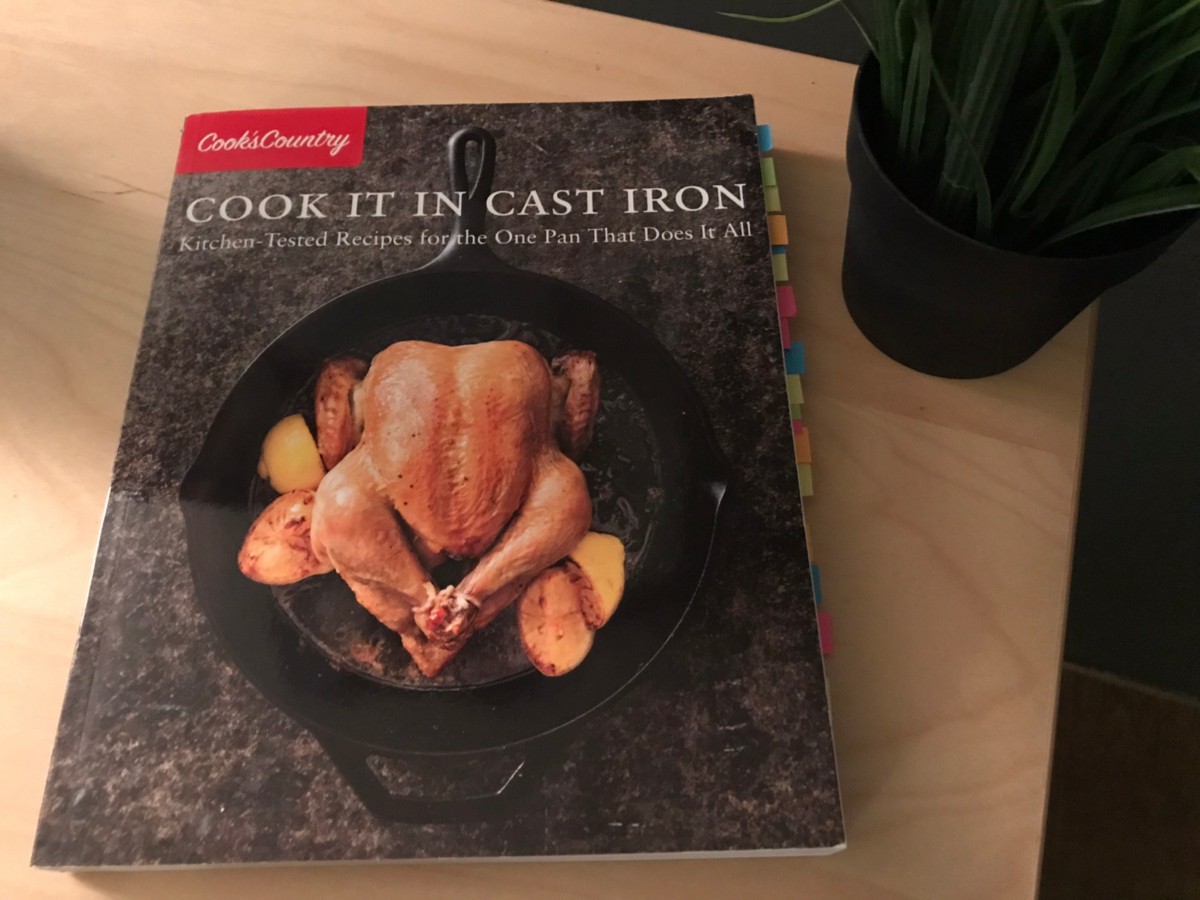 Cook'sCountry
COOK IT IN CAST IRON
Kitchen-Tested Recipes for the One Pan That Does It All